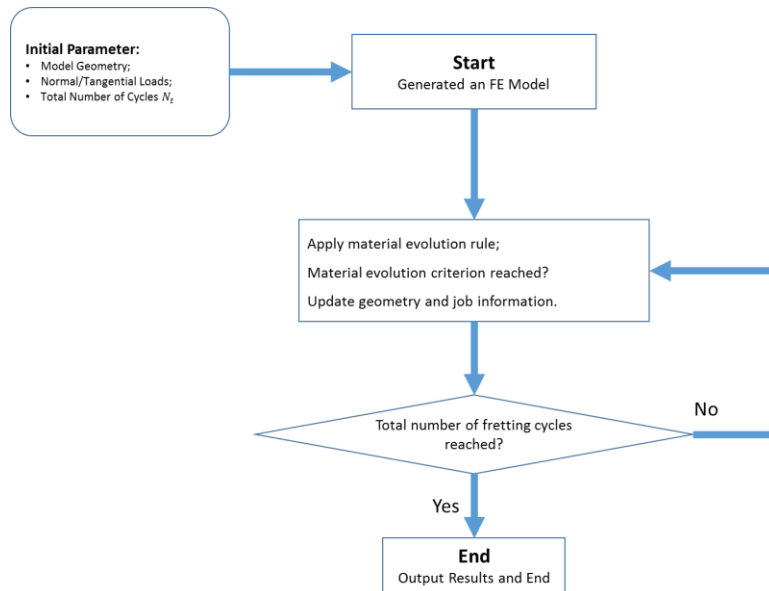 Initial Parameter:
• Model Geometry;
• Normal/Tangential Loads;
• Total Number of Cycles Nt
Start
Generated an FE Model
Apply material evolution rule;
Material evolution criterion reached?
Update geometry and job information.
Total number of fretting cycles
reached?
No
Yes
End
Output Results and End